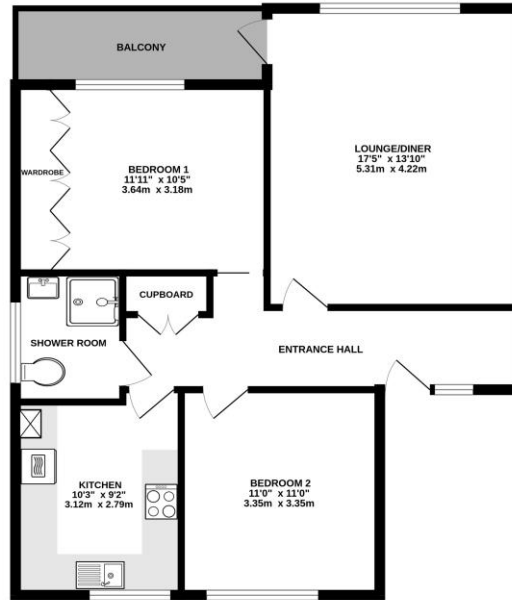 BALCONY
LOUNGE/DINER
17'5" x 13'10"
5.31m x 4.22m
BEDROOM 1
11'11" x 10'5"
3.64m x 3.18m
WARDROBE
CUPBOARD
SHOWER ROOM
ENTRANCE HALL
KITCHEN
10'3" x 9'2"
3.12m x 2.79m
BEDROOM 2
11'0" x 11'0"
3.35m x 3.35m